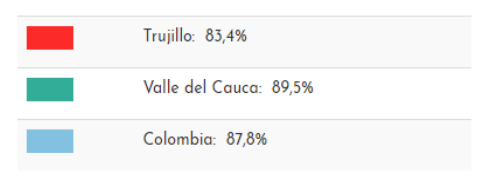 Trujillo: 83,4%
Valle del Cauca: 89,5%
Colombia: 87,8%